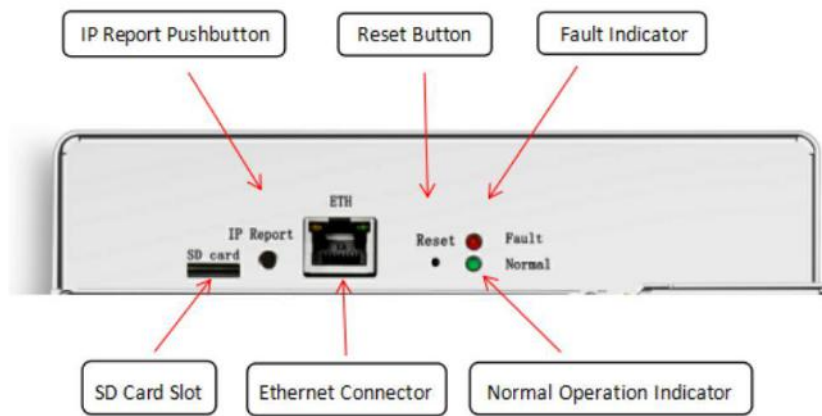 IP Report Pushbutton
Reset Button
Fault Indicator
ETH
IP Report
Reset
Fault
SD card
Normal
SD Card Slot
Ethernet Connector
Normal Operation Indicator